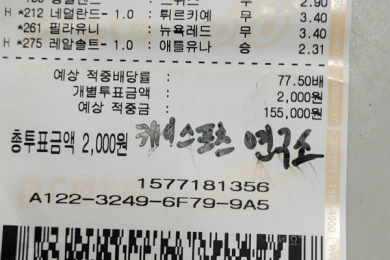 2.90
H *212 네덜란드- 1.0 : 튀르키예 무 3.40
*261 필라유니 : 뉴욕레드 무 3.40
H *275 레알솔트- 1.0 : 애틀유나 승 2.31
예상 적중배당률 : 77.50배
개별투표금액 : 2,000원
예상 적중금 : 155,000원
총투표금액 2,000원 캐리스포츠 연구소
1577181356
A122-3249-6F79-9A5